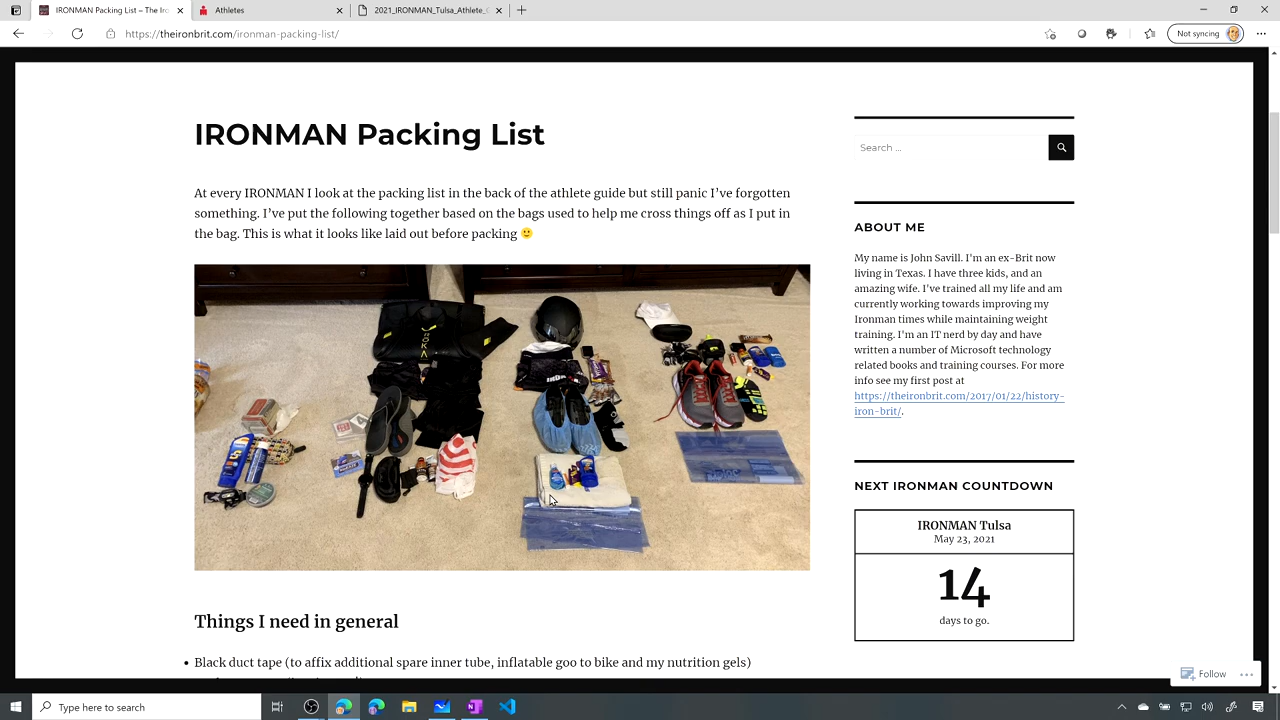 IRONMAN Packing List – The Iro
Athletes
2021_IRONMAN_Tulsa_Athlete_G
https://theironbrit.com/ironman-packing-list/
Not syncing
IRONMAN Packing List
At every IRONMAN I look at the packing list in the back of the athlete guide but still panic I've forgotten
something. I've put the following together based on the bags used to help me cross things off as I put in
the bag. This is what it looks like laid out before packing 🙂
ROKA
Things I need in general
• Black duct tape (to affix additional spare inner tube, inflatable goo to bike and my nutrition gels)
Search …
ABOUT ME
My name is John Savill. I'm an ex-Brit now
living in Texas. I have three kids, and an
amazing wife. I've trained all my life and am
currently working towards improving my
Ironman times while maintaining weight
training. I'm an IT nerd by day and have
written a number of Microsoft technology
related books and training courses. For more
info see my first post at
https://theironbrit.com/2017/01/22/history-
iron-brit/.
NEXT IRONMAN COUNTDOWN
IRONMAN Tulsa
May 23, 2021
14
days to go.
Follow
Type here to search